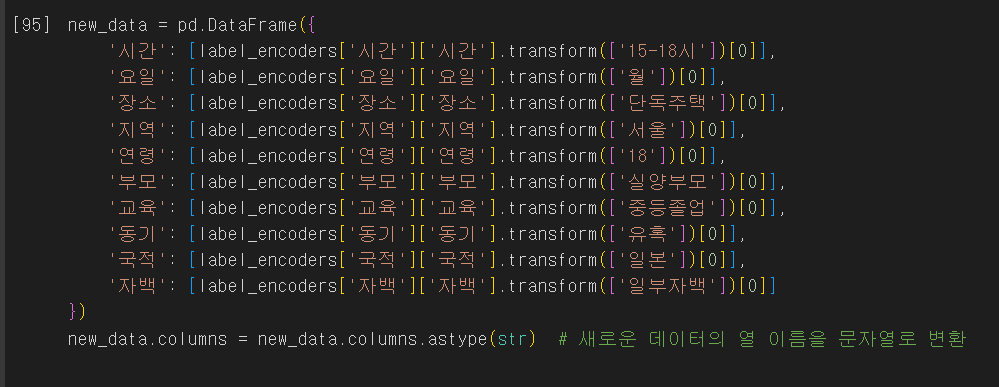 [95] new_data = pd.DataFrame({
'시간': [label_encoders['시간']['시간'].transform(['15-18시'])[0]],
'요일': [label_encoders['요일']['요일'].transform(['월'])[0]],
'장소': [label_encoders['장소']['장소'].transform(['단독주택'])[0]],
'지역': [label_encoders['지역']['지역'].transform(['서울'])[0]],
'연령': [label_encoders['연령']['연령'].transform(['18'])[0]],
'부모': [label_encoders['부모']['부모'].transform(['실양부모'])[0]],
'교육': [label_encoders['교육']['교육'].transform(['중등졸업'])[0]],
'동기': [label_encoders['동기']['동기'].transform(['유혹'])[0]],
'국적': [label_encoders['국적']['국적'].transform(['일본'])[0]],
'자백': [label_encoders['자백']['자백'].transform(['일부자백'])[0]]
})
new_data.columns = new_data.columns.astype(str)  # 새로운 데이터의 열 이름을 문자열로 변환